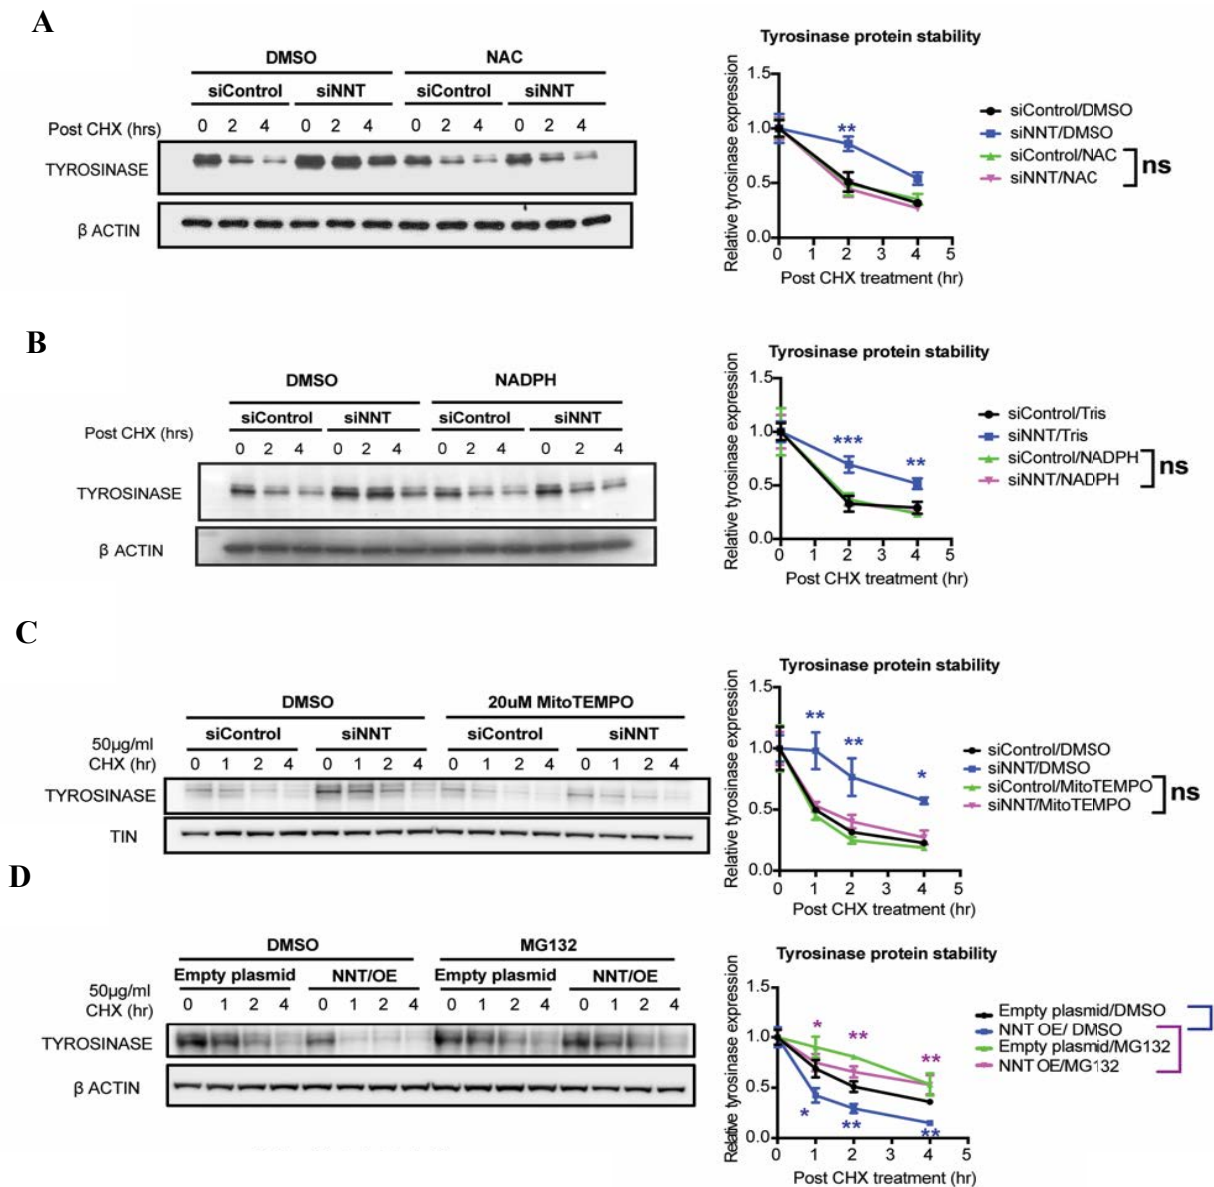 A
DMSO NAC
siControl siNNT siControl siNNT
Post CHX (hrs) 0 2 4 0 2 4 0 2 4 0 2 4
TYROSINASE
β ACTIN
Tyrosinase protein stability
Relative tyrosinase expression
1.5
1.0
0.5
0.0
**
0 1 2 3 4 5
Post CHX treatment (hr)
siControl/DMSO
siNNT/DMSO
siControl/NAC
siNNT/NAC
ns
B
DMSO NADPH
siControl siNNT siControl siNNT
Post CHX (hrs) 0 2 4 0 2 4 0 2 4 0 2 4
TYROSINASE
β ACTIN
Tyrosinase protein stability
Relative tyrosinase expression
1.5
1.0
0.5
0.0
*** **
0 1 2 3 4 5
Post CHX treatment (hr)
siControl/Tris
siNNT/Tris
siControl/NADPH
siNNT/NADPH
ns
C
DMSO 20uM MitoTEMPO
siControl siNNT siControl siNNT
50µg/ml
CHX (hr) 0 1 2 4 0 1 2 4 0 1 2 4 0 1 2 4
TYROSINASE
TIN
Tyrosinase protein stability
Relative tyrosinase expression
1.5
1.0
0.5
0.0
** ** *
0 1 2 3 4 5
Post CHX treatment (hr)
siControl/DMSO
siNNT/DMSO
siControl/MitoTEMPO
siNNT/MitoTEMPO
ns
D
DMSO MG132
Empty plasmid NNT/OE Empty plasmid NNT/OE
50µg/ml
CHX (hr) 0 1 2 4 0 1 2 4 0 1 2 4 0 1 2 4
TYROSINASE
β ACTIN
Tyrosinase protein stability
Relative tyrosinase expression
1.5
1.0
0.5
0.0
* ** **
* ** **
0 1 2 3 4 5
Post CHX treatment (hr)
Empty plasmid/DMSO
NNT OE/ DMSO
Empty plasmid/MG132
NNT OE/MG132